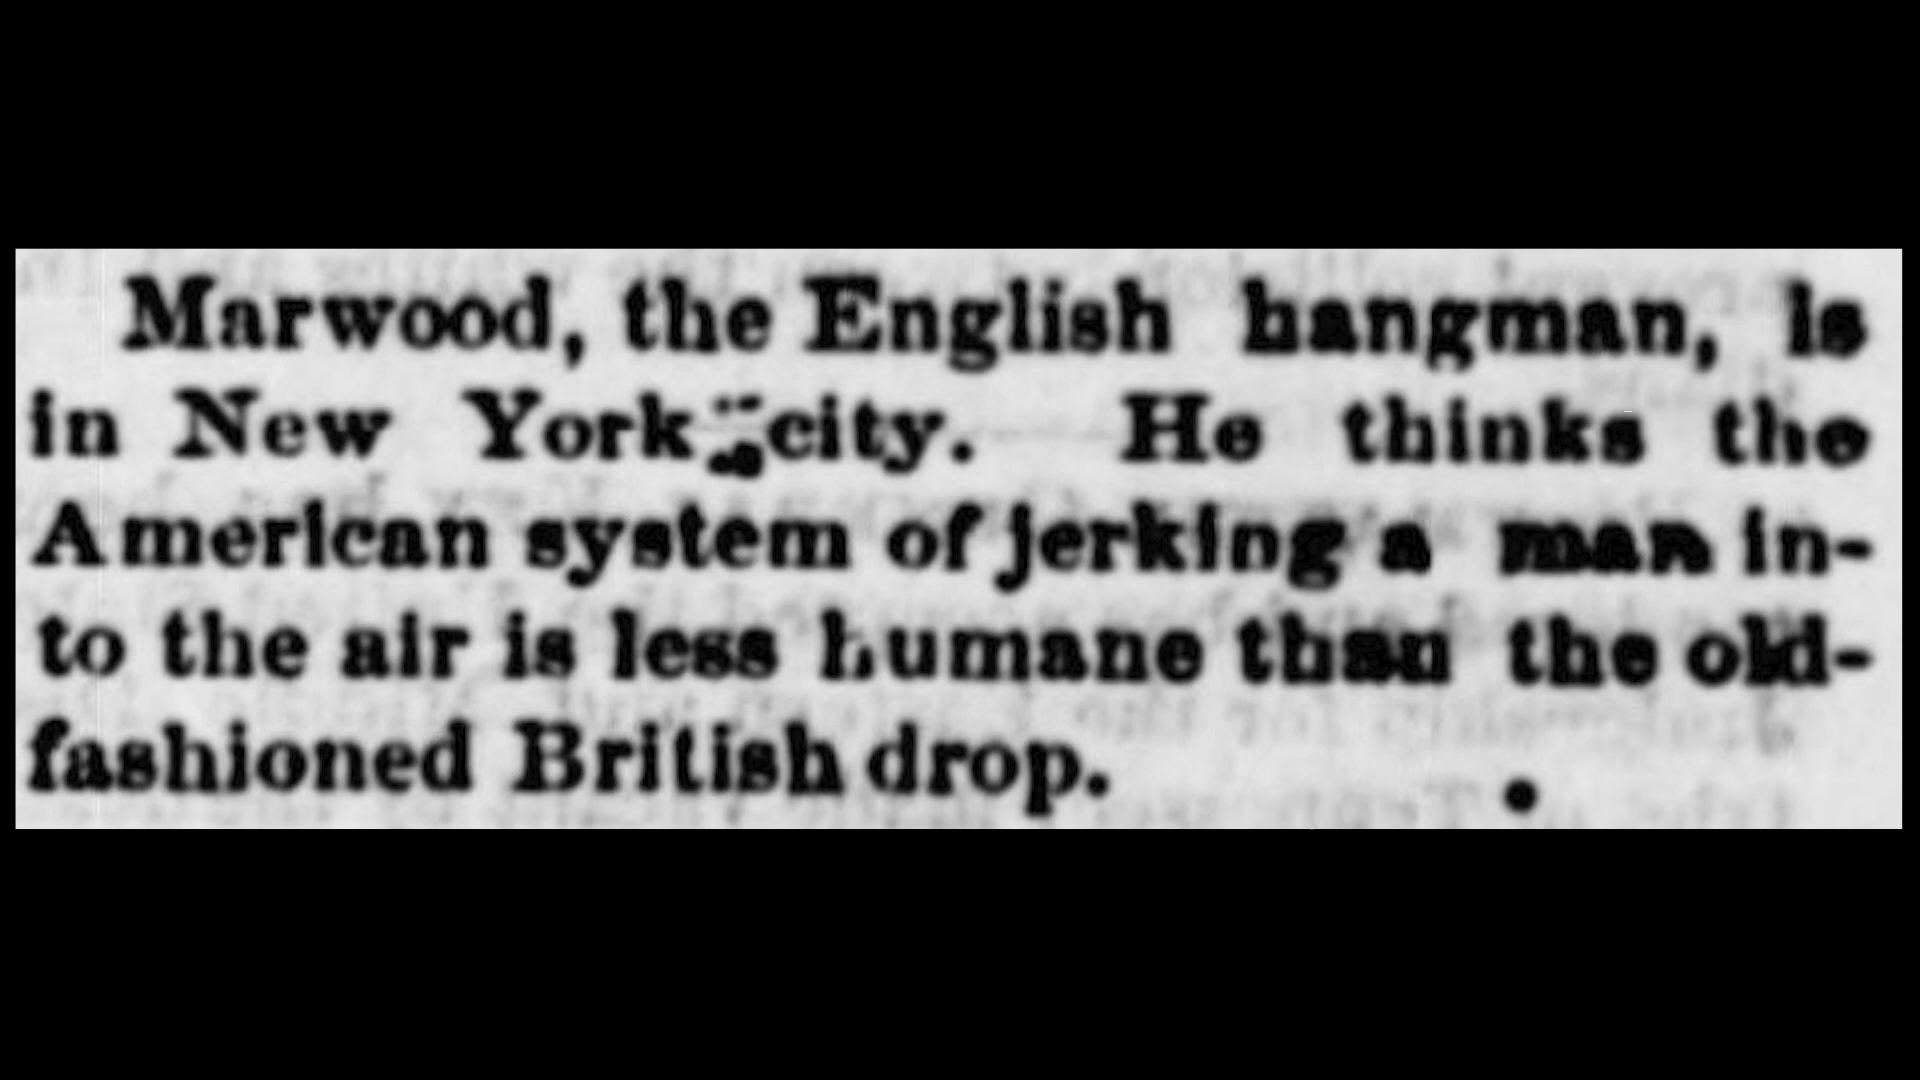 Marwood, the English hangman, is
in New York city. He thinks the
American system of jerking a man in-
to the air is less humane than the old-
fashioned British drop.